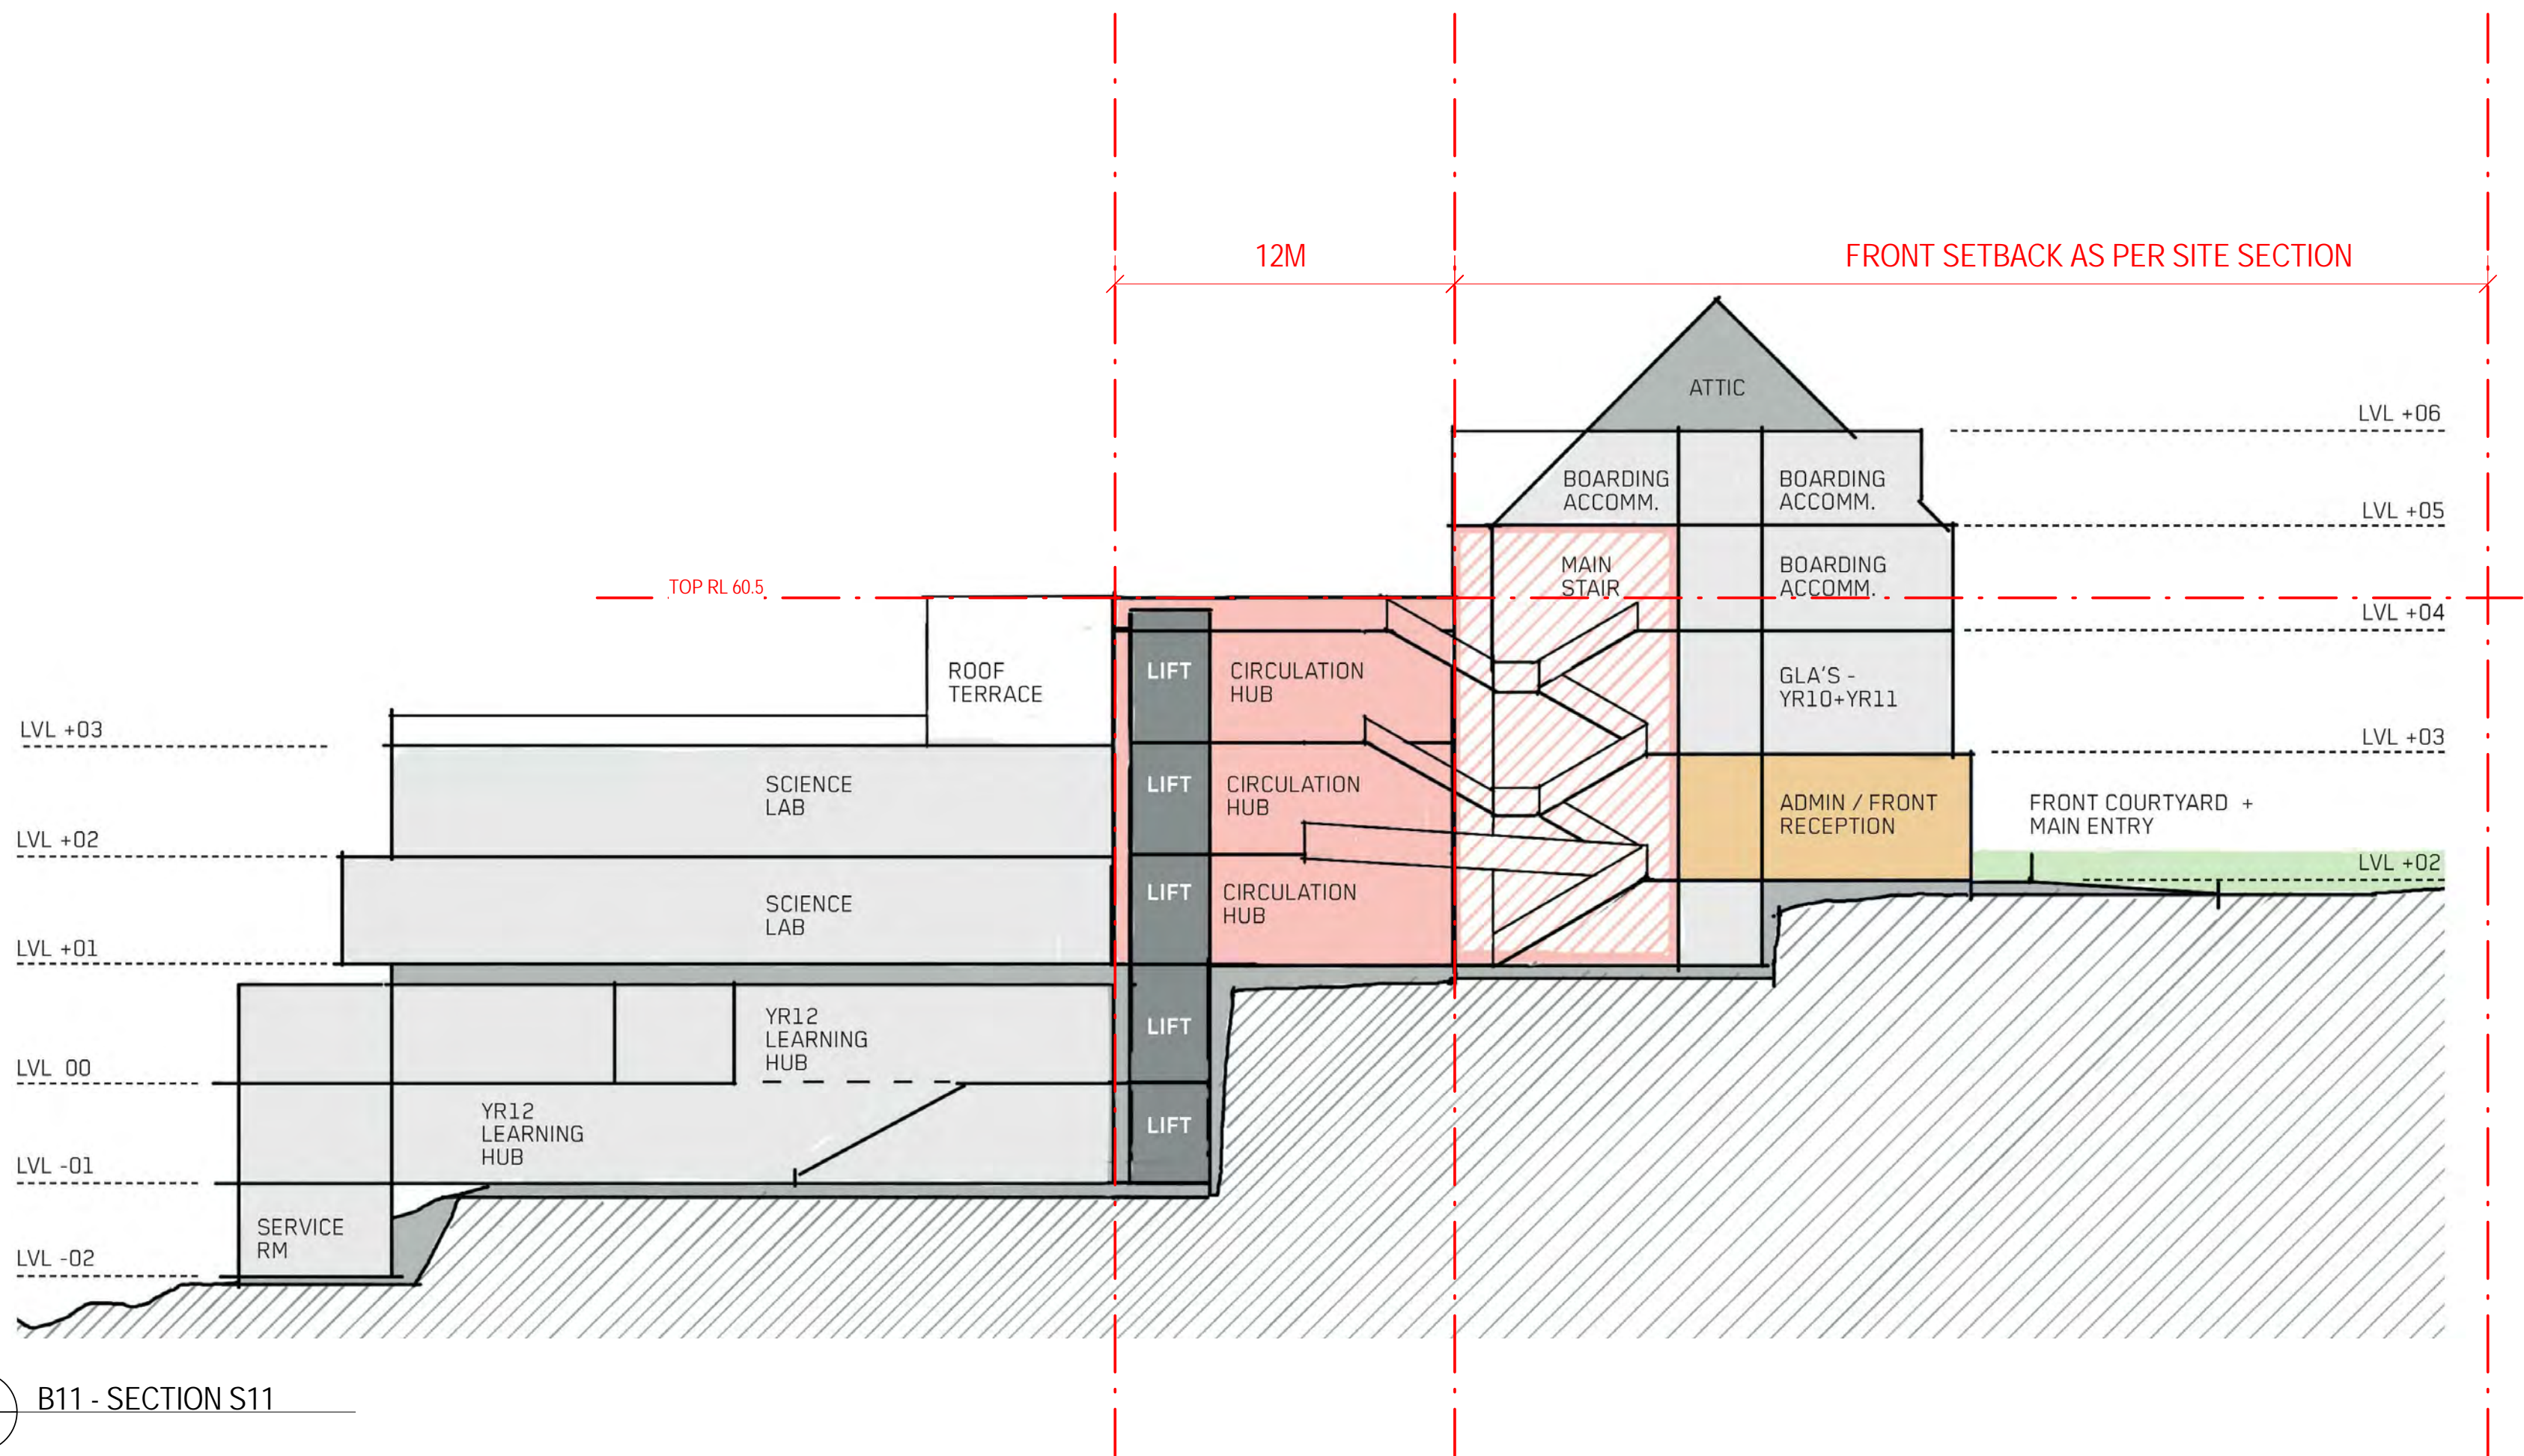 12M
FRONT SETBACK AS PER SITE SECTION
ATTIC
LVL +06
BOARDING
ACCOMM.
BOARDING
ACCOMM.
LVL +05
MAIN
STAIR
BOARDING
ACCOMM.
TOP RL 60.5
LVL +04
ROOF
TERRACE
LIFT
CIRCULATION
HUB
GLA'S -
YR10+YR11
LVL +03
LVL +03
SCIENCE
LAB
LIFT
CIRCULATION
HUB
ADMIN / FRONT
RECEPTION
FRONT COURTYARD +
MAIN ENTRY
LVL +02
LVL +02
SCIENCE
LAB
LIFT
CIRCULATION
HUB
LVL +01
YR12
LEARNING
HUB
LIFT
LVL 00
YR12
LEARNING
HUB
LIFT
LVL -01
SERVICE
RM
LVL -02
B11 - SECTION S11